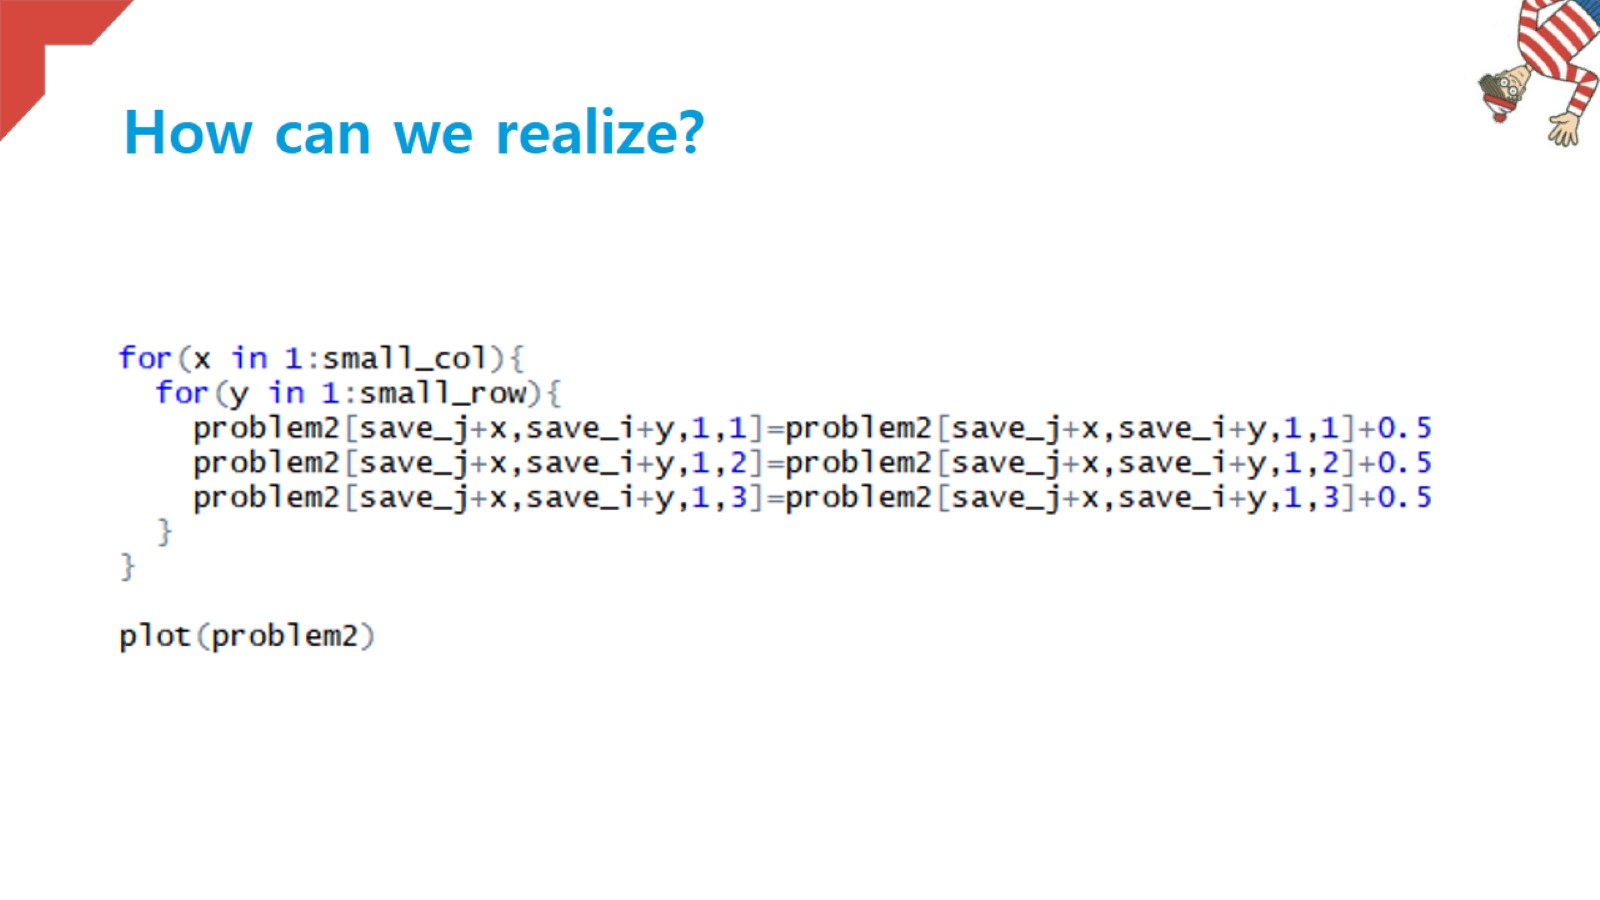 How can we realize?
for(x in 1:small_col){
  for(y in 1:small_row){
    problem2[save_j+x,save_i+y,1,1]=problem2[save_j+x,save_i+y,1,1]+0.5
    problem2[save_j+x,save_i+y,1,2]=problem2[save_j+x,save_i+y,1,2]+0.5
    problem2[save_j+x,save_i+y,1,3]=problem2[save_j+x,save_i+y,1,3]+0.5
  }
}
plot(problem2)